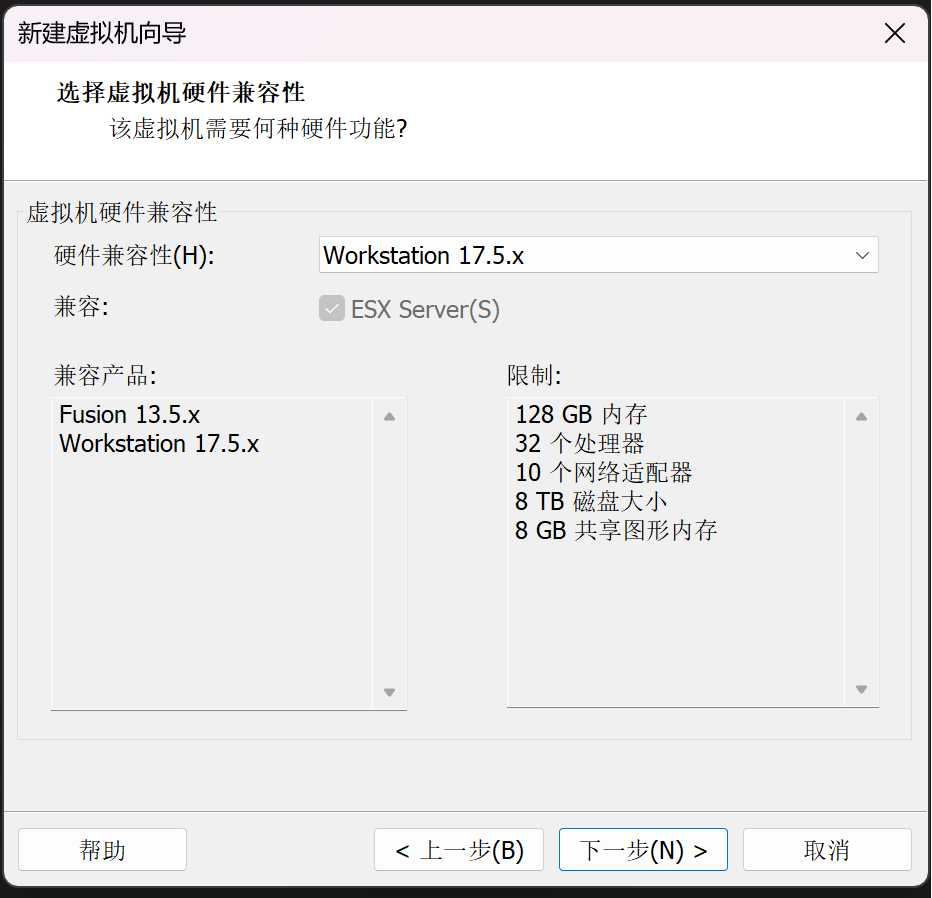 新建虚拟机向导
选择虚拟机硬件兼容性
该虚拟机需要何种硬件功能?
虚拟机硬件兼容性
硬件兼容性(H):
Workstation 17.5.x
兼容:
ESX Server(S)
兼容产品:
Fusion 13.5.x
Workstation 17.5.x
限制:
128 GB 内存
32 个处理器
10 个网络适配器
8 TB 磁盘大小
8 GB 共享图形内存
帮助
< 上一步(B)
下一步(N) >
取消